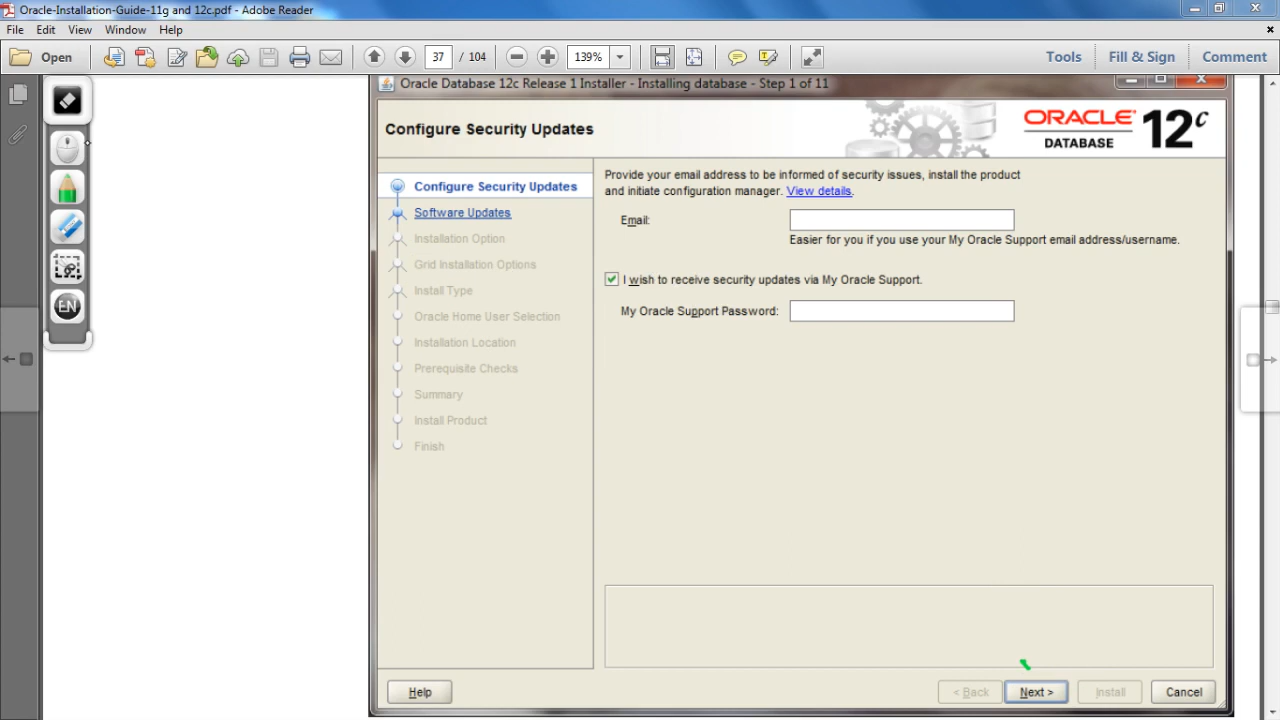 Oracle-Installation-Guide-11g and 12c.pdf - Adobe Reader
File Edit View Window Help
Open 37 / 104 139% Tools Fill & Sign Comment
Oracle Database 12c Release 1 Installer - Installing database - Step 1 of 11
Configure Security Updates
ORACLE DATABASE 12c
Configure Security Updates
Software Updates
Installation Option
Grid Installation Options
Install Type
Oracle Home User Selection
Installation Location
Prerequisite Checks
Summary
Install Product
Finish
Provide your email address to be informed of security issues, install the product
and initiate configuration manager. View details.
Email:
Easier for you if you use your My Oracle Support email address/username.
I wish to receive security updates via My Oracle Support.
My Oracle Support Password:
EN
Help < Back Next > Install Cancel